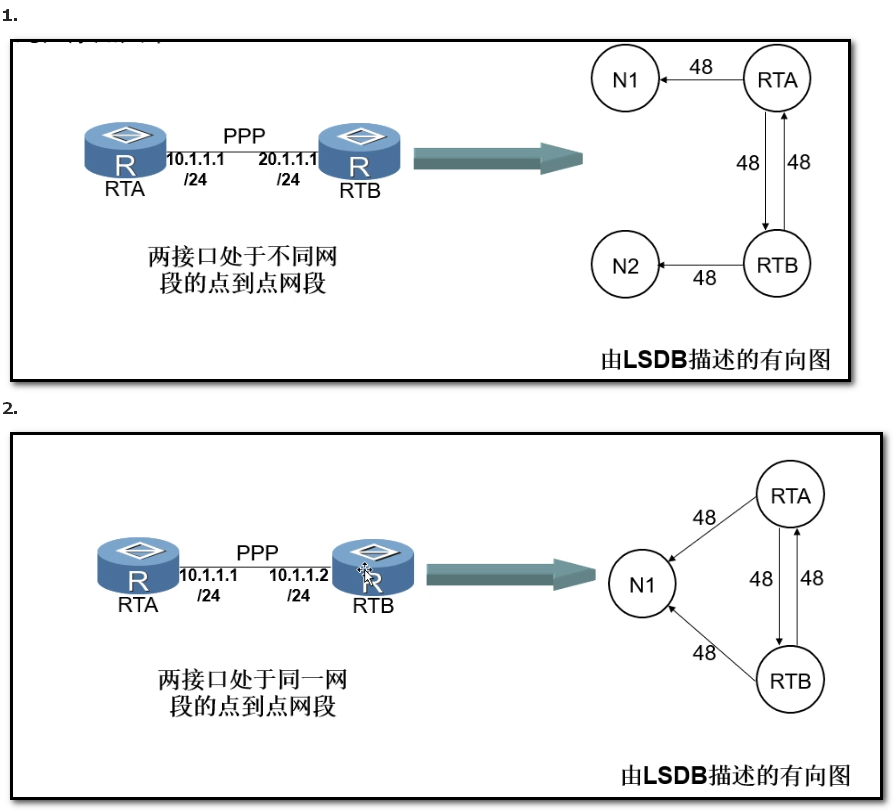 1.
N1
48
RTA
PPP
R
10.1.1.1
/24
20.1.1.1
/24
R
RTA
RTB
48
48
两接口处于不同网
段的点到点网段
N2
48
RTB
由LSDB描述的有向图
2.
RTA
48
PPP
R
10.1.1.1
/24
10.1.1.2
/24
R
RTA
RTB
N1
48
48
48
RTB
两接口处于同一网
段的点到点网段
由LSDB描述的有向图